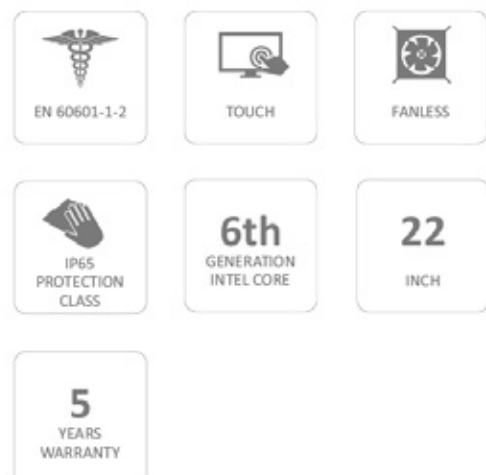 EN 60601-1-2
TOUCH
FANLESS
IP65
PROTECTION
CLASS
6th
GENERATION
INTEL CORE
22
INCH
5
YEARS
WARRANTY